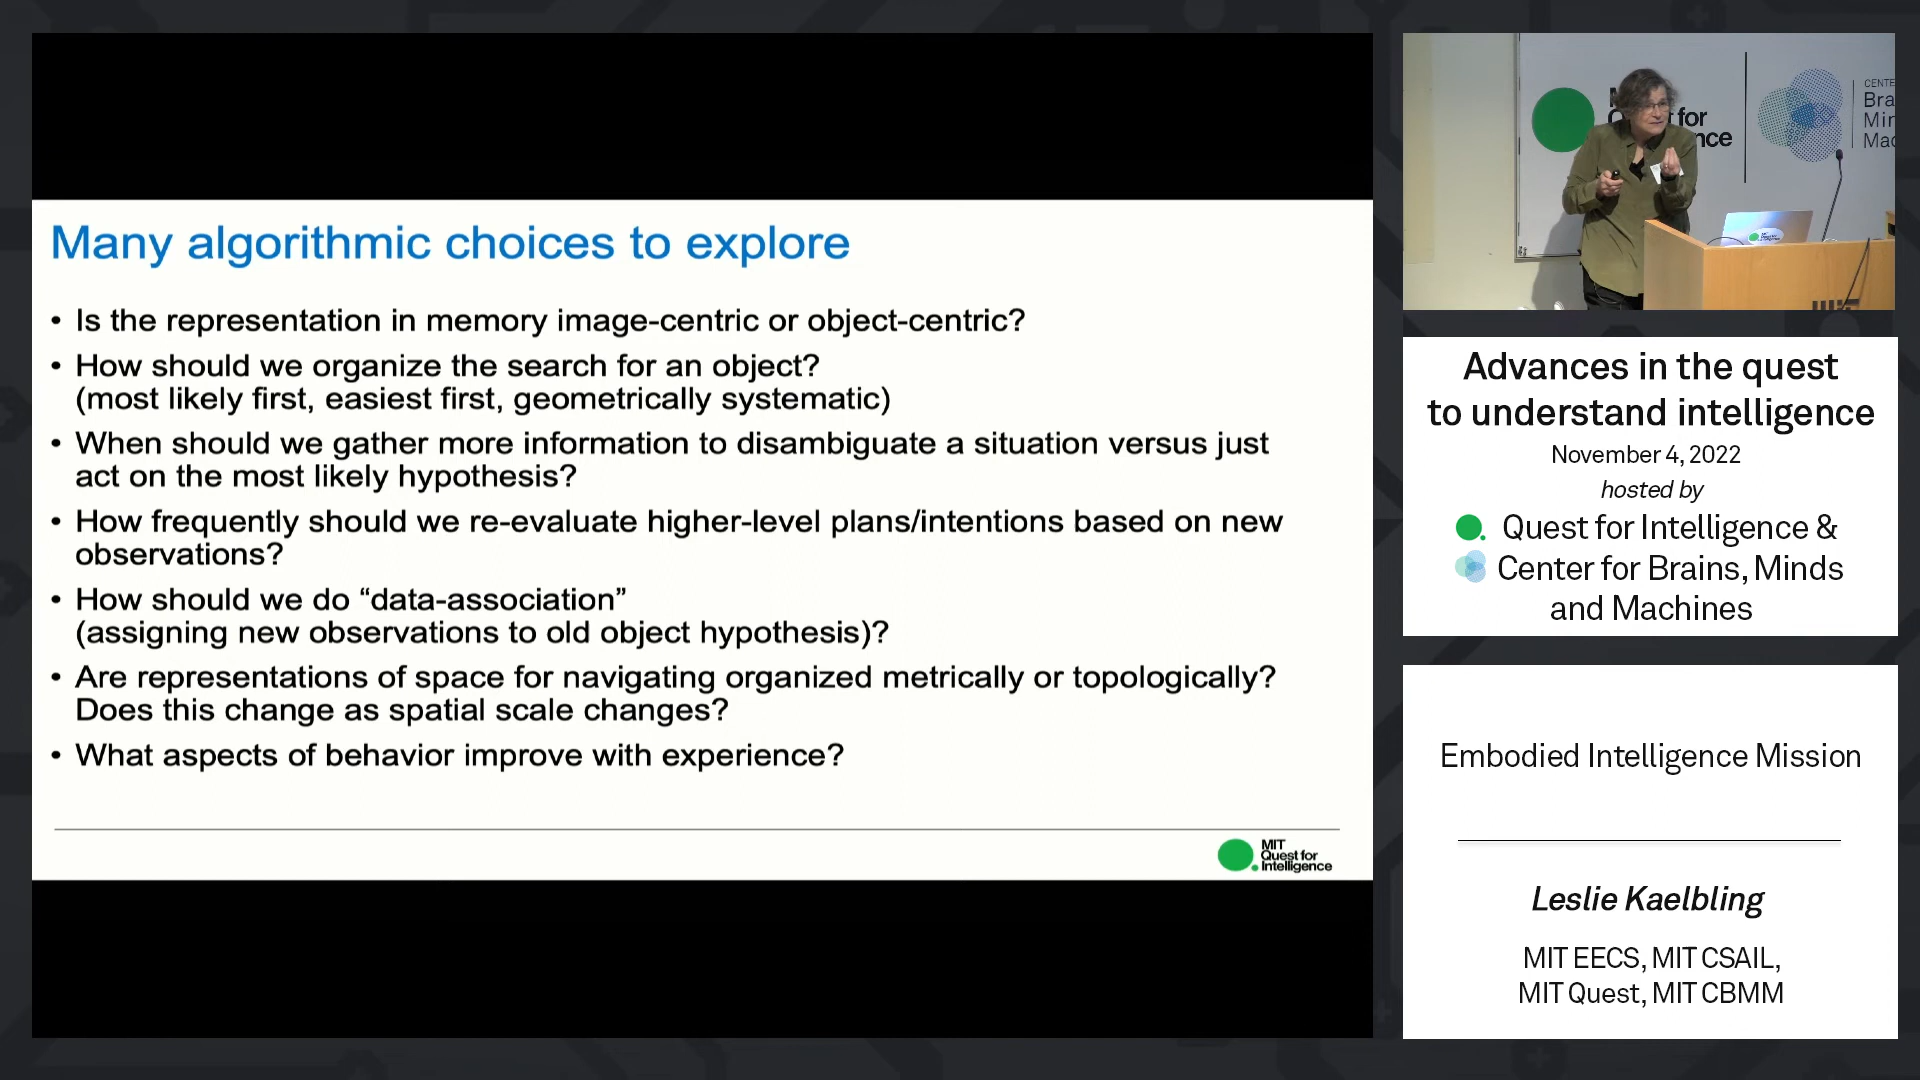 Many algorithmic choices to explore
• Is the representation in memory image-centric or object-centric?
• How should we organize the search for an object?
(most likely first, easiest first, geometrically systematic)
• When should we gather more information to disambiguate a situation versus just
act on the most likely hypothesis?
• How frequently should we re-evaluate higher-level plans/intentions based on new
observations?
• How should we do “data-association”
(assigning new observations to old object hypothesis)?
• Are representations of space for navigating organized metrically or topologically?
Does this change as spatial scale changes?
• What aspects of behavior improve with experience?
MIT
Quest for
Intelligence
for
nce
CENTE
Bra
Min
Mac
Advances in the quest
to understand intelligence
November 4, 2022
hosted by
Quest for Intelligence &
Center for Brains, Minds
and Machines
Embodied Intelligence Mission
Leslie Kaelbling
MIT EECS, MIT CSAIL,
MIT Quest, MIT CBMM